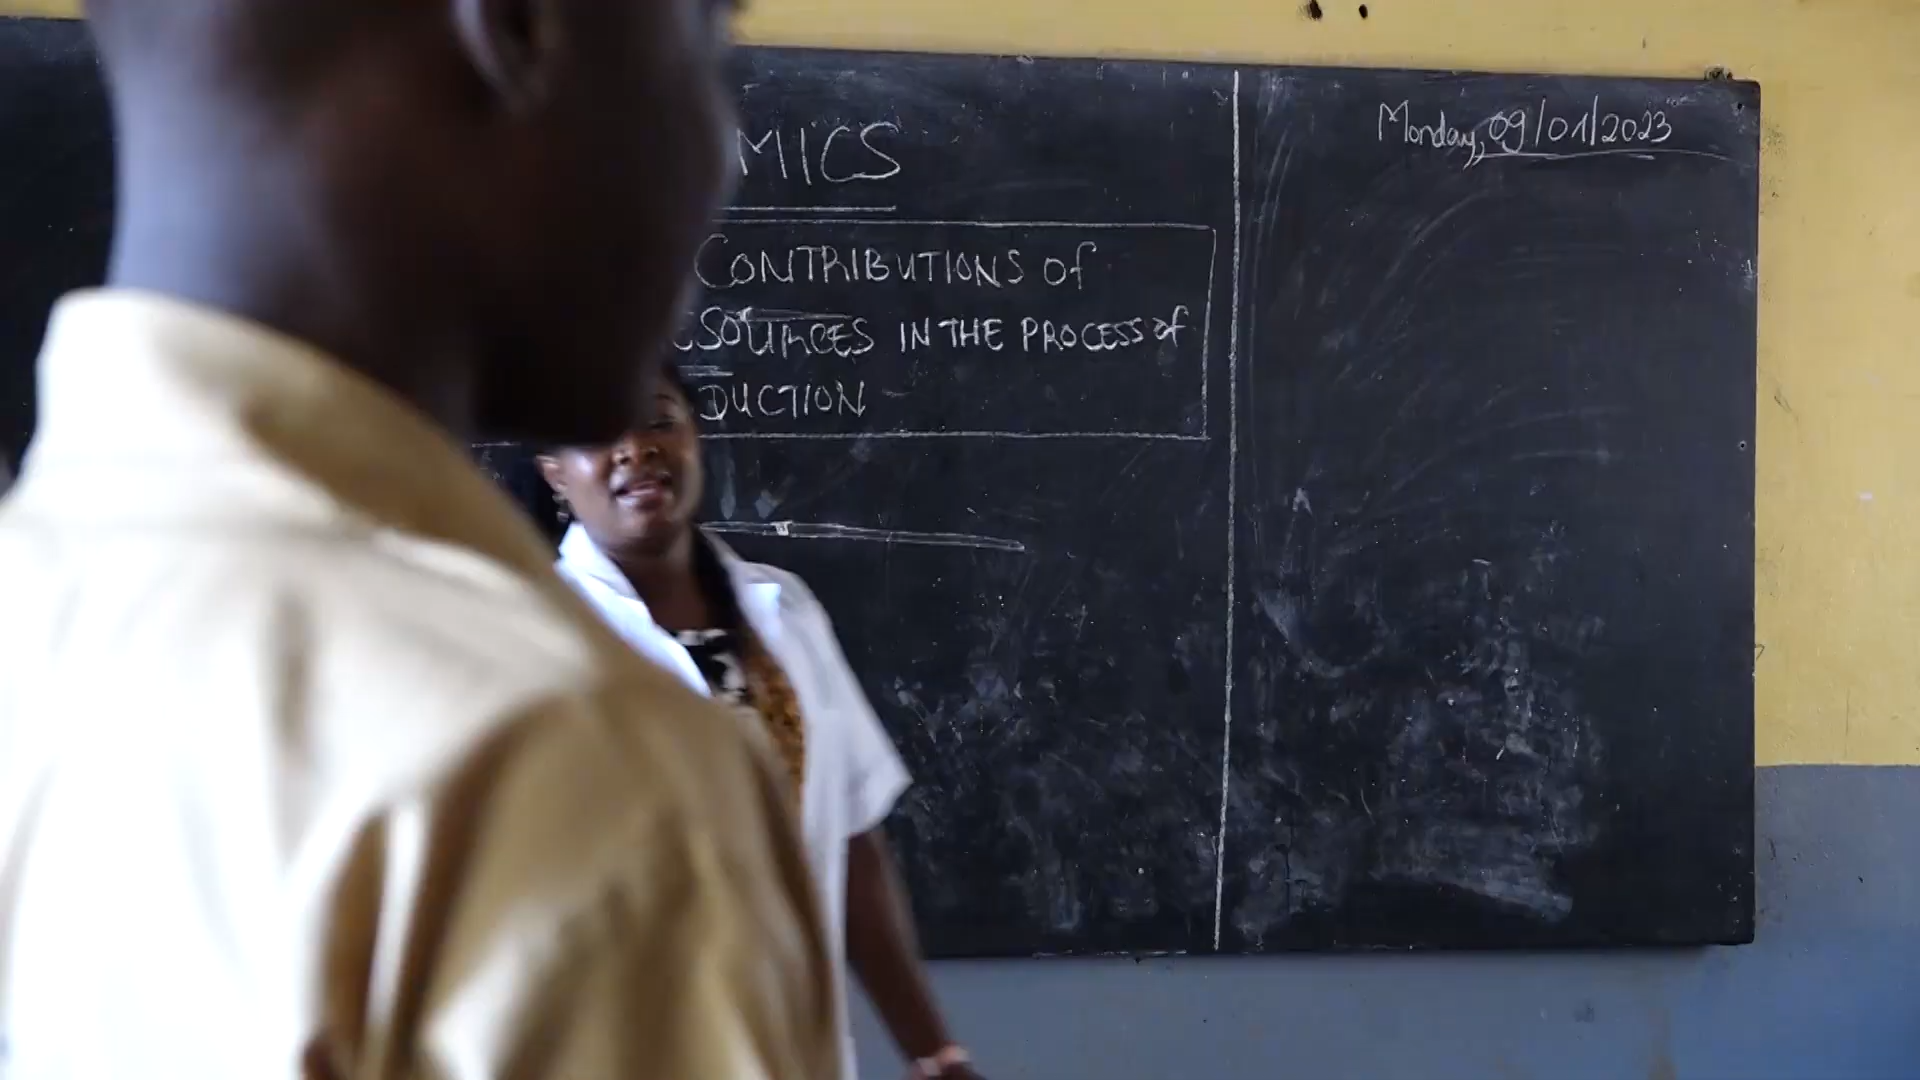 MICS
Monday, 09/01/2023
CONTRIBUTIONS of
SOURCES IN THE PROCESS of
DUCTION